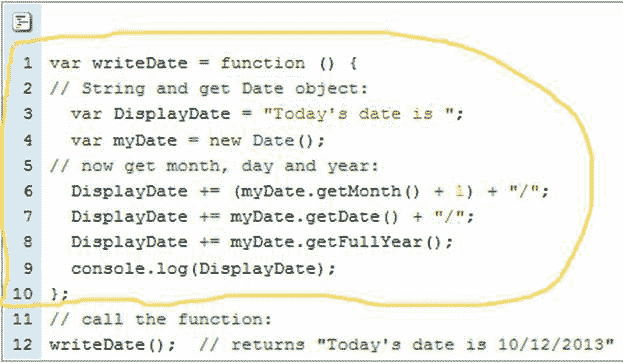 1 var writeDate = function () {
2 // String and get Date object:
3   var DisplayDate = "Today's date is ";
4   var myDate = new Date();
5 // now get month, day and year:
6   DisplayDate += (myDate.getMonth() + 1) + "/";
7   DisplayDate += myDate.getDate() + "/";
8   DisplayDate += myDate.getFullYear();
9   console.log(DisplayDate);
10 };
11 // call the function:
12 writeDate();  // returns "Today's date is 10/12/2013"